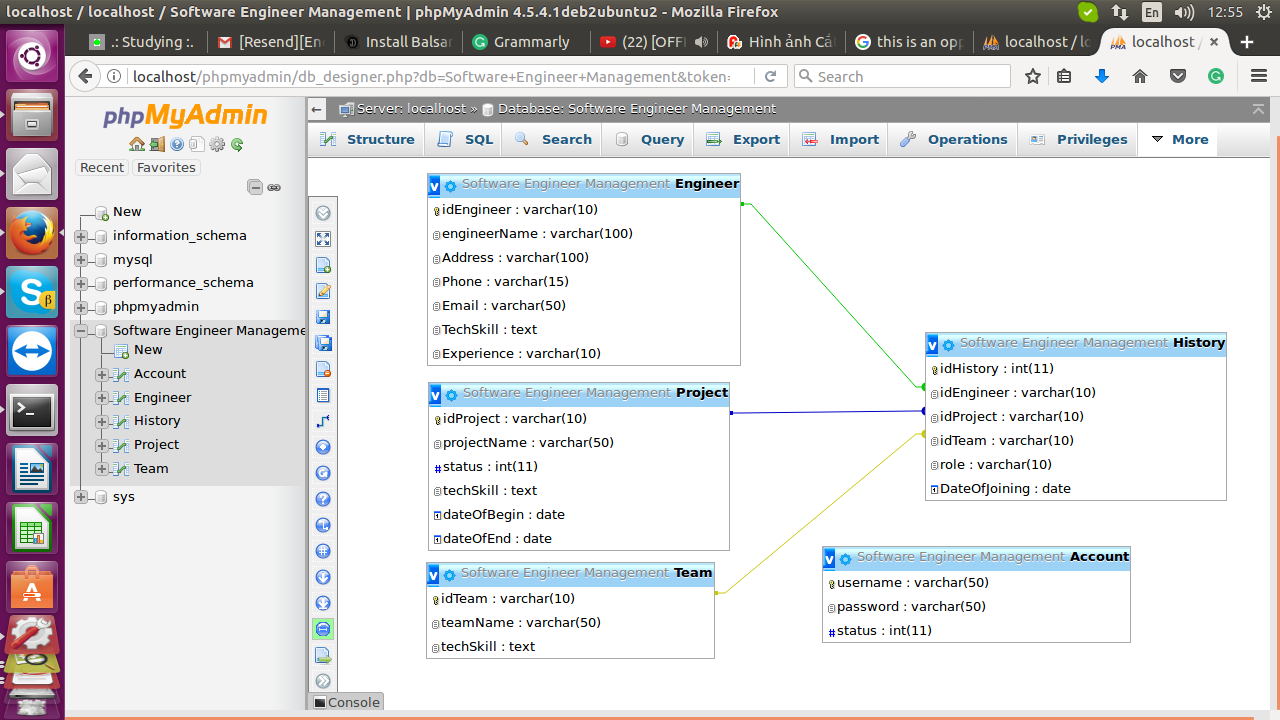 localhost / localhost / Software Engineer Management | phpMyAdmin 4.5.4.1deb2ubuntu2 - Mozilla Firefox
En
12:55
.: Studying :.
[Resend][En
Install Balsar
Grammarly
(22) [OFFI
Hình ảnh Cắ
this is an opp
localhost / lo
localhost /
localhost/phpmyadmin/db_designer.php?db=Software+Engineer+Management&token=
Search
phpMyAdmin
Recent
Favorites
New
information_schema
mysql
performance_schema
phpmyadmin
Software Engineer Manageme
New
Account
Engineer
History
Project
Team
sys
Server: localhost » Database: Software Engineer Management
Structure
SQL
Search
Query
Export
Import
Operations
Privileges
More
v Software Engineer Management Engineer
idEngineer : varchar(10)
engineerName : varchar(100)
Address : varchar(100)
Phone : varchar(15)
Email : varchar(50)
TechSkill : text
Experience : varchar(10)
v Software Engineer Management Project
idProject : varchar(10)
projectName : varchar(50)
# status : int(11)
techSkill : text
dateOfBegin : date
dateOfEnd : date
v Software Engineer Management Team
idTeam : varchar(10)
teamName : varchar(50)
techSkill : text
v Software Engineer Management History
idHistory : int(11)
idEngineer : varchar(10)
idProject : varchar(10)
idTeam : varchar(10)
role : varchar(10)
DateOfJoining : date
v Software Engineer Management Account
username : varchar(50)
password : varchar(50)
# status : int(11)
Console